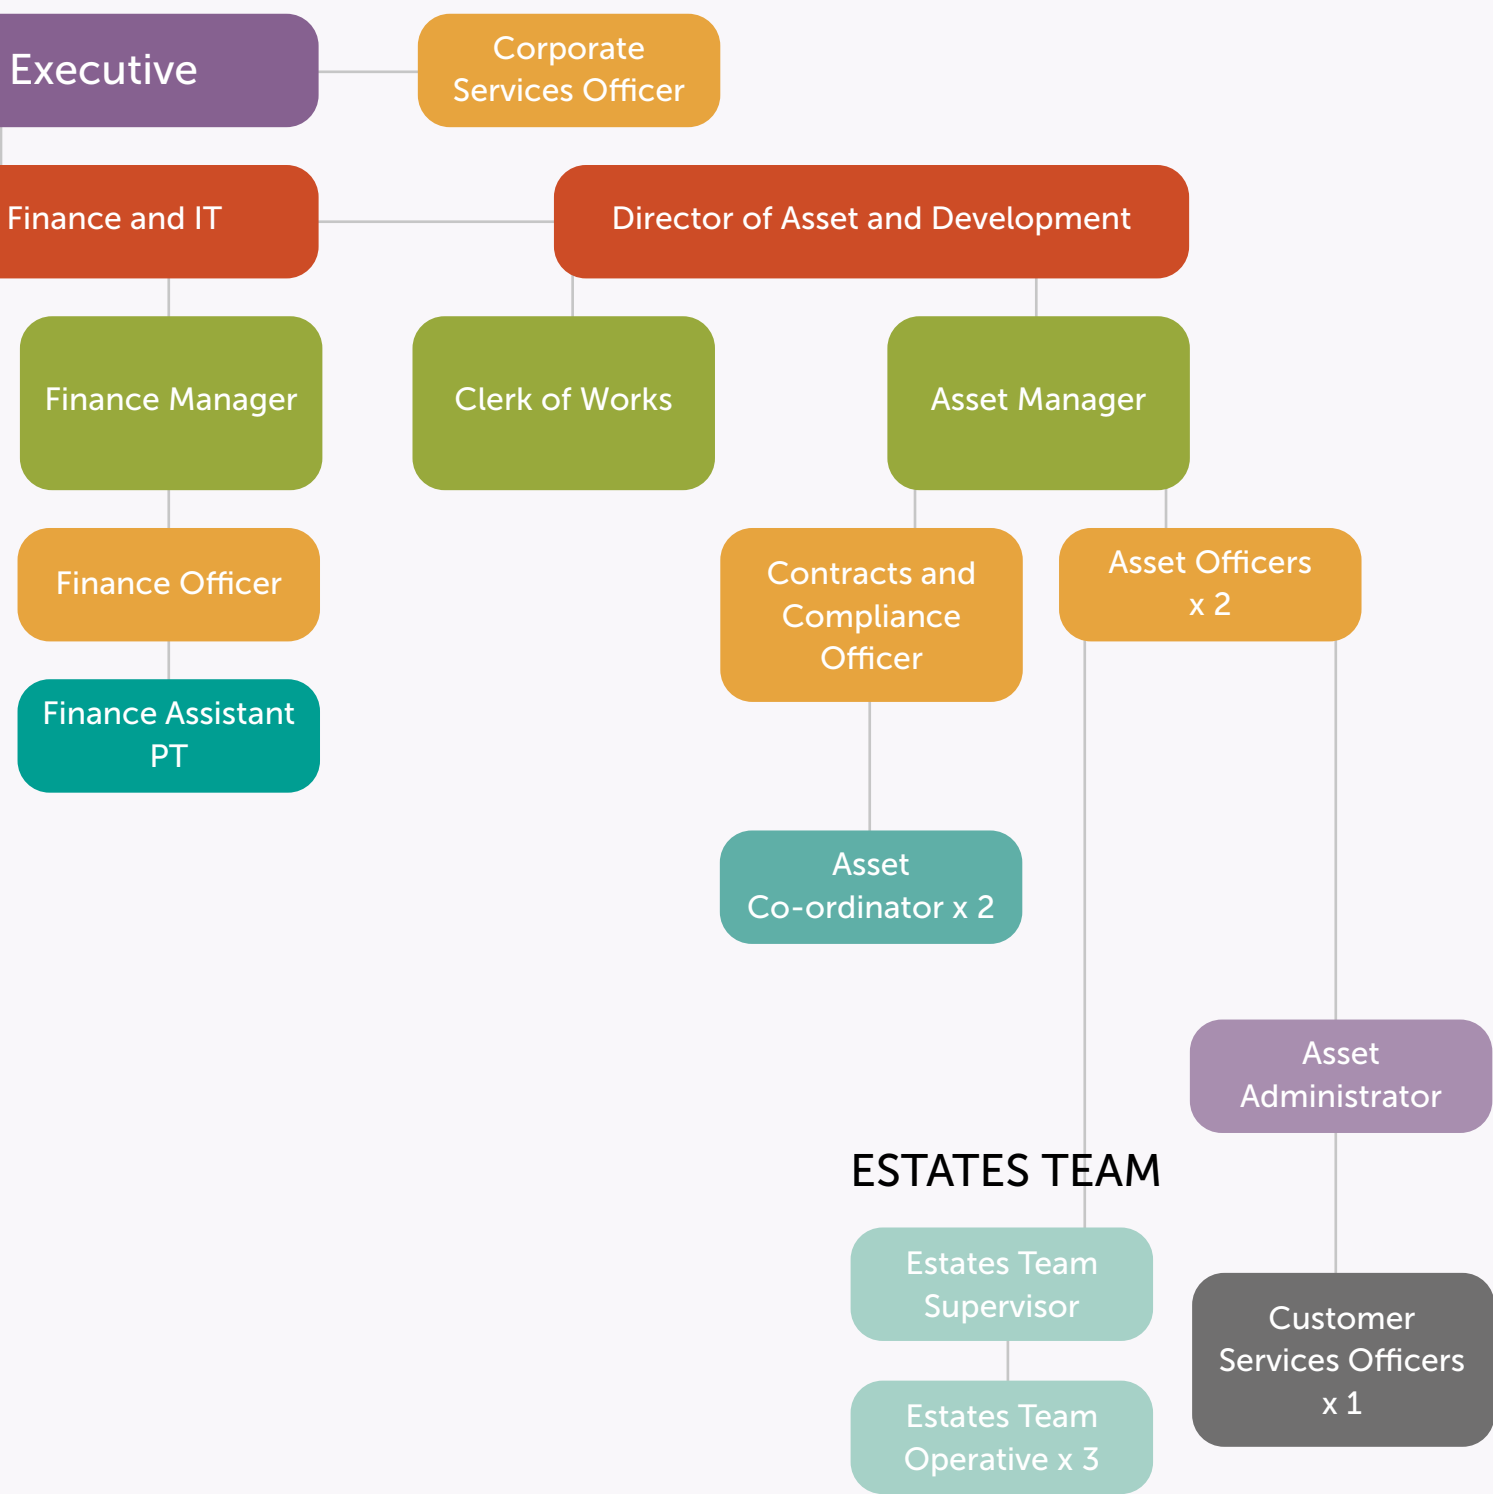 Executive
Corporate
Services Officer
Finance and IT
Director of Asset and Development
Finance Manager
Clerk of Works
Asset Manager
Finance Officer
Contracts and
Compliance
Officer
Asset Officers
x 2
Finance Assistant
PT
Asset
Co-ordinator x 2
Asset
Administrator
ESTATES TEAM
Estates Team
Supervisor
Customer
Services Officers
x 1
Estates Team
Operative x 3